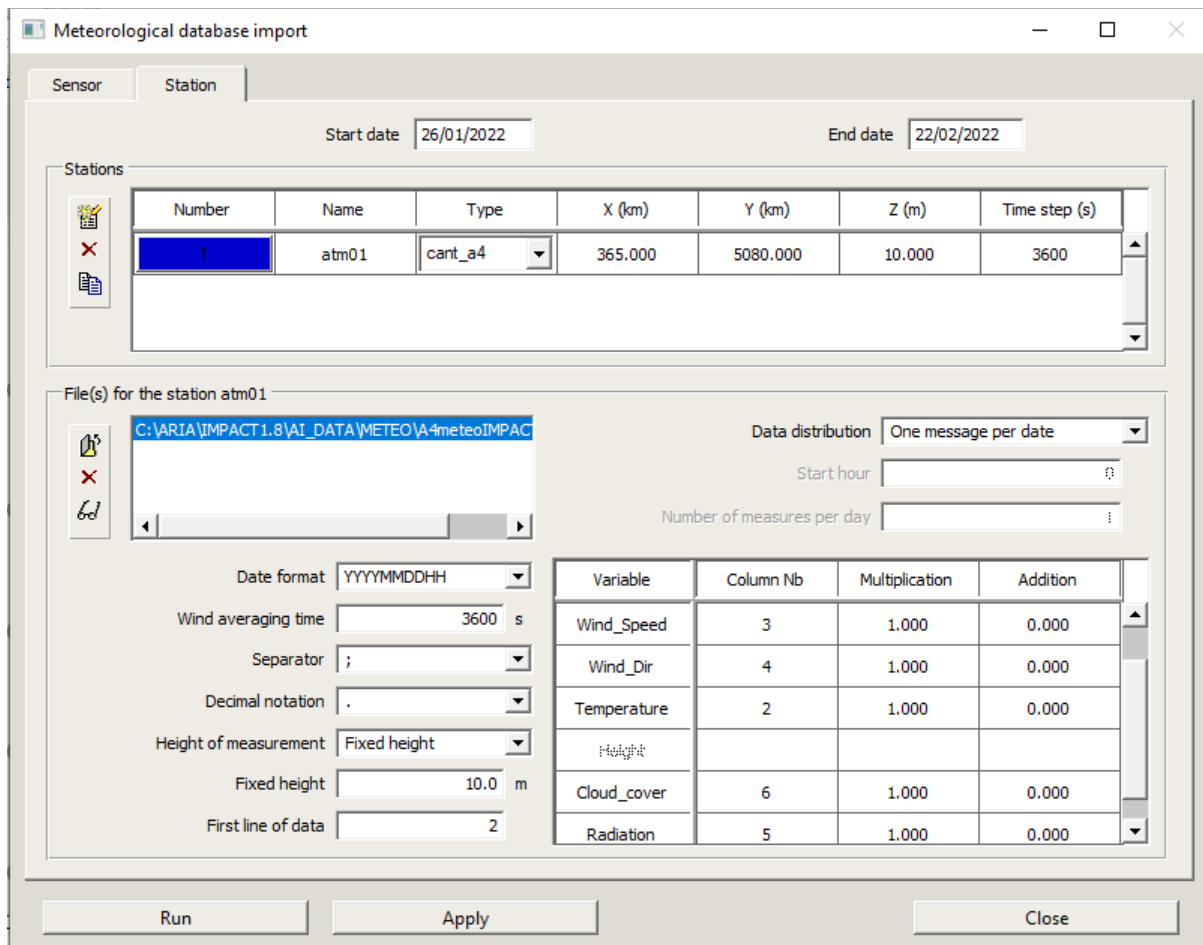 Meteorological database import
Sensor Station
Start date 26/01/2022 End date 22/02/2022
Stations
Number Name Type X (km) Y (km) Z (m) Time step (s)
1 atm01 cant_a4 365.000 5080.000 10.000 3600
File(s) for the station atm01
C:\ARIA\IMPACT1.8\AI_DATA\METEO\A4meteoIMPACT
Data distribution One message per date
Start hour 0
Number of measures per day 1
Date format YYYYMMDDHH
Wind averaging time 3600 s
Separator ;
Decimal notation .
Height of measurement Fixed height
Fixed height 10.0 m
First line of data 2
Variable Column Nb Multiplication Addition
Wind_Speed 3 1.000 0.000
Wind_Dir 4 1.000 0.000
Temperature 2 1.000 0.000
Height
Cloud_cover 6 1.000 0.000
Radiation 5 1.000 0.000
Run Apply Close